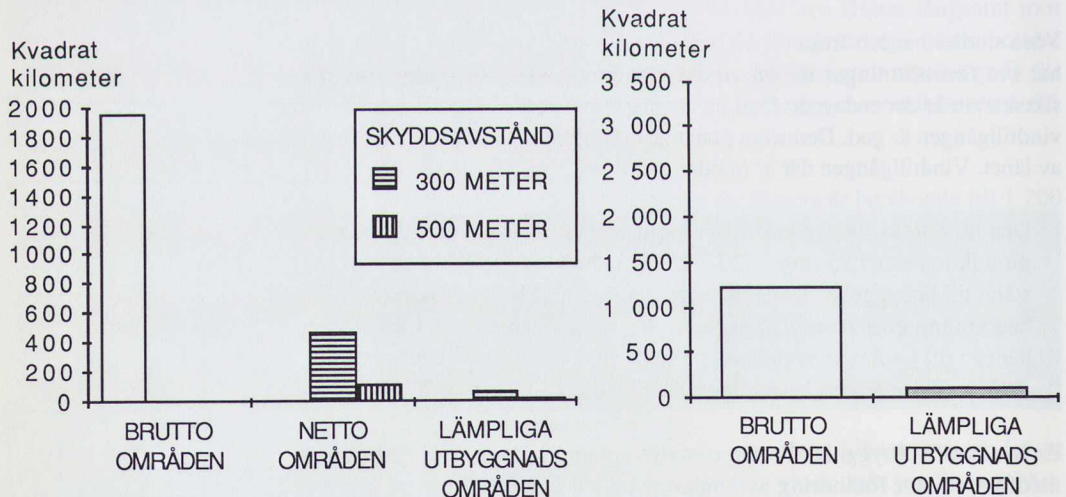 Kvadrat
kilometer
2000
1800
1600
1400
1200
1000
800
600
400
200
0
SKYDDSAVSTÅND
300 METER
500 METER
BRUTTO
OMRÅDEN
NETTO
OMRÅDEN
LÄMPLIGA
UTBYGGNADS
OMRÅDEN
Kvadrat
kilometer
3 500
3 000
2 500
2 000
1 500
1 000
500
0
BRUTTO
OMRÅDEN
LÄMPLIGA
UTBYGGNADS
OMRÅDEN